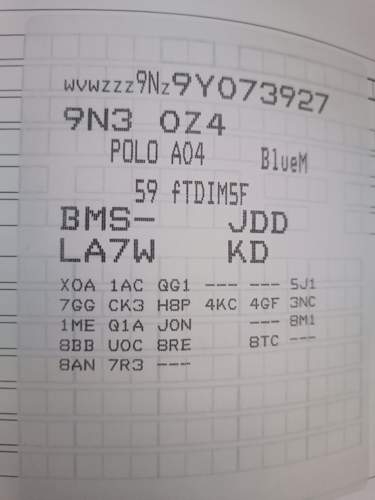 WVWZZZ9NZ9Y073927
9N3 0Z4
POLO A04 BlueM
59 fTDIM5F
BMS- JDD
LA7W KD
X0A 1AC QG1 --- --- 5J1
7GG CK3 H8P 4KC 4GF 3NC
1ME Q1A J0N --- 8M1
8BB U0C 8RE 8TC ---
8AN 7R3 ---